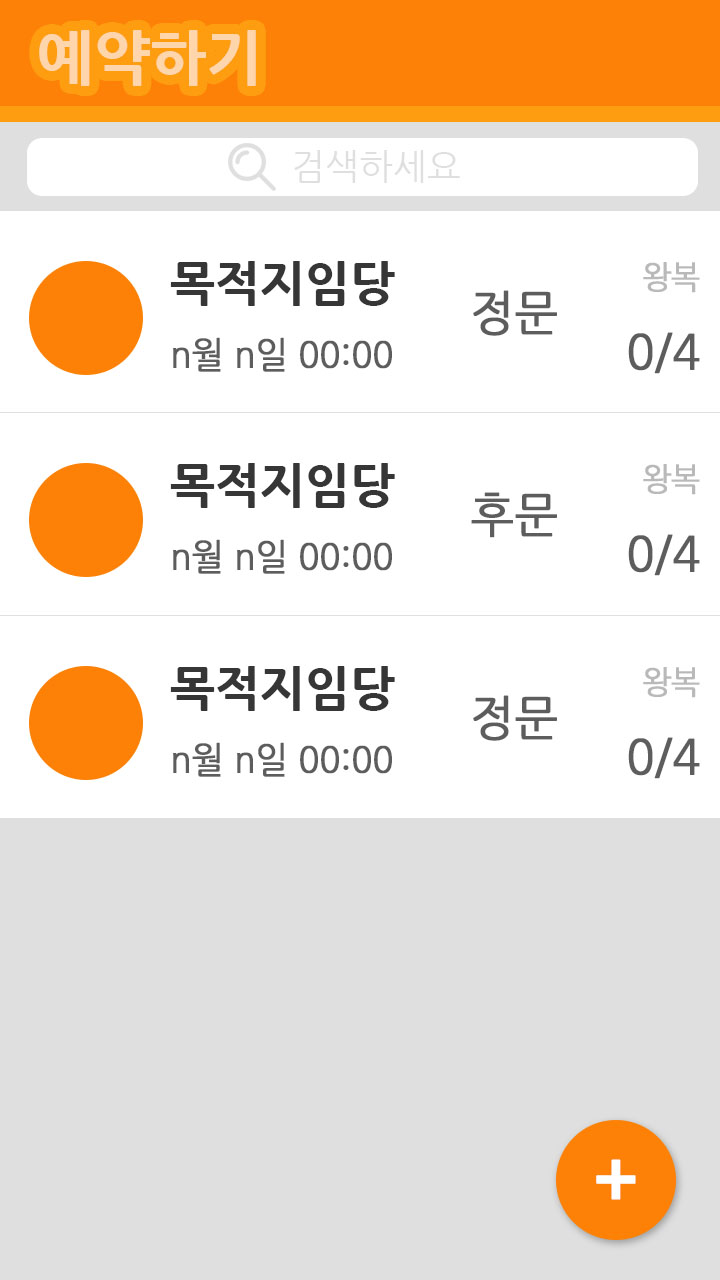 예약하기
검색하세요
목적지임당
n월 n일 00:00
정문
왕복
0/4
목적지임당
n월 n일 00:00
후문
왕복
0/4
목적지임당
n월 n일 00:00
정문
왕복
0/4
+